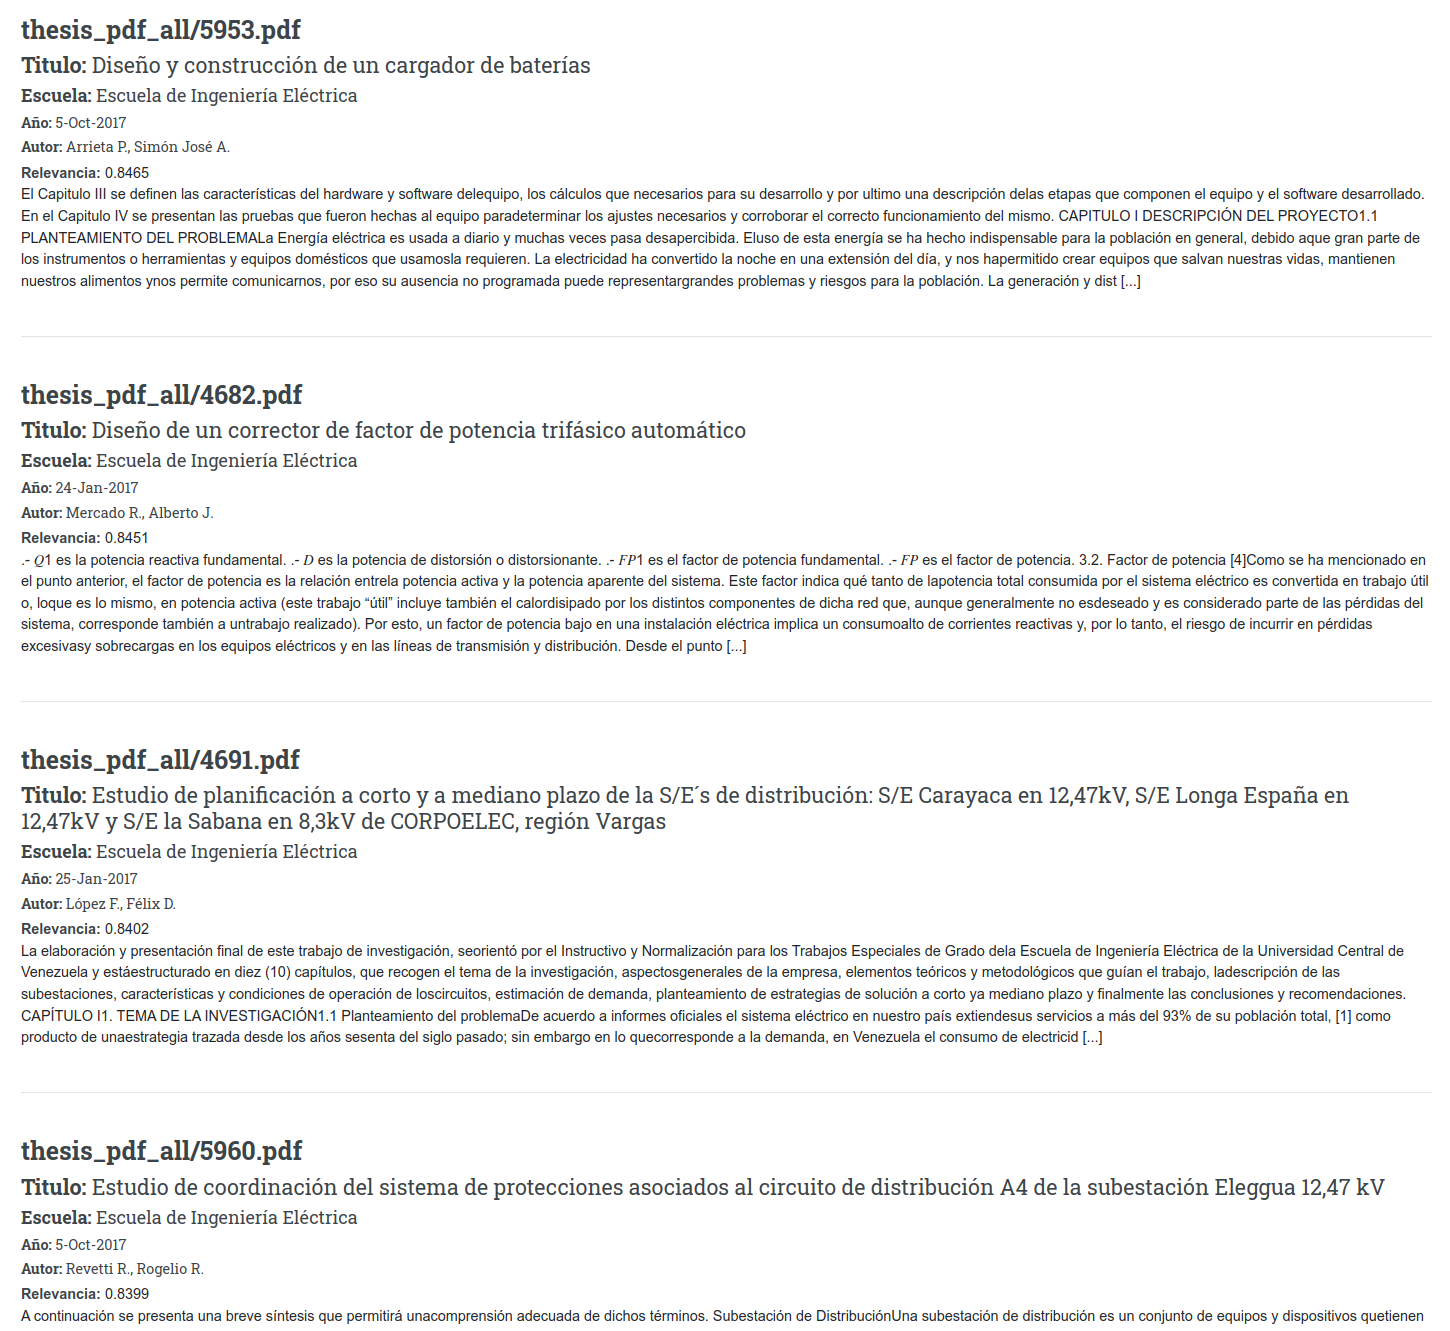 thesis_pdf_all/5953.pdf
Titulo: Diseño y construcción de un cargador de baterías
Escuela: Escuela de Ingeniería Eléctrica
Año: 5-Oct-2017
Autor: Arrieta P., Simón José A.
Relevancia: 0.8465
El Capitulo III se definen las características del hardware y software delequipo, los cálculos que necesarios para su desarrollo y por ultimo una descripción delas etapas que componen el equipo y el software desarrollado.
En el Capitulo IV se presentan las pruebas que fueron hechas al equipo paradeterminar los ajustes necesarios y corroborar el correcto funcionamiento del mismo. CAPITULO I DESCRIPCIÓN DEL PROYECTO1.1
PLANTEAMIENTO DEL PROBLEMALa Energía eléctrica es usada a diario y muchas veces pasa desapercibida. Eluso de esta energía se ha hecho indispensable para la población en general, debido aque gran parte de
los instrumentos o herramientas y equipos domésticos que usamosla requieren. La electricidad ha convertido la noche en una extensión del día, y nos hapermitido crear equipos que salvan nuestras vidas, mantienen
nuestros alimentos ynos permite comunicarnos, por eso su ausencia no programada puede representargrandes problemas y riesgos para la población. La generación y dist [...]
thesis_pdf_all/4682.pdf
Titulo: Diseño de un corrector de factor de potencia trifásico automático
Escuela: Escuela de Ingeniería Eléctrica
Año: 24-Jan-2017
Autor: Mercado R., Alberto J.
Relevancia: 0.8451
.- 𝑄1 es la potencia reactiva fundamental. .- 𝐷 es la potencia de distorsión o distorsionante. .- 𝐹𝑃1 es el factor de potencia fundamental. .- 𝐹𝑃 es el factor de potencia. 3.2. Factor de potencia [4]Como se ha mencionado en
el punto anterior, el factor de potencia es la relación entrela potencia activa y la potencia aparente del sistema. Este factor indica qué tanto de lapotencia total consumida por el sistema eléctrico es convertida en trabajo útil
o, loque es lo mismo, en potencia activa (este trabajo “útil” incluye también el calordisipado por los distintos componentes de dicha red que, aunque generalmente no esdeseado y es considerado parte de las pérdidas del
sistema, corresponde también a untrabajo realizado). Por esto, un factor de potencia bajo en una instalación eléctrica implica un consumoalto de corrientes reactivas y, por lo tanto, el riesgo de incurrir en pérdidas
excesivasy sobrecargas en los equipos eléctricos y en las líneas de transmisión y distribución. Desde el punto [...]
thesis_pdf_all/4691.pdf
Titulo: Estudio de planificación a corto y a mediano plazo de la S/E´s de distribución: S/E Carayaca en 12,47kV, S/E Longa España en
12,47kV y S/E la Sabana en 8,3kV de CORPOELEC, región Vargas
Escuela: Escuela de Ingeniería Eléctrica
Año: 25-Jan-2017
Autor: López F., Félix D.
Relevancia: 0.8402
La elaboración y presentación final de este trabajo de investigación, seorientó por el Instructivo y Normalización para los Trabajos Especiales de Grado dela Escuela de Ingeniería Eléctrica de la Universidad Central de
Venezuela y estáestructurado en diez (10) capítulos, que recogen el tema de la investigación, aspectosgenerales de la empresa, elementos teóricos y metodológicos que guían el trabajo, ladescripción de las
subestaciones, características y condiciones de operación de loscircuitos, estimación de demanda, planteamiento de estrategias de solución a corto ya mediano plazo y finalmente las conclusiones y recomendaciones.
CAPÍTULO I1. TEMA DE LA INVESTIGACIÓN1.1 Planteamiento del problemaDe acuerdo a informes oficiales el sistema eléctrico en nuestro país extiendesus servicios a más del 93% de su población total, [1] como
producto de unaestrategia trazada desde los años sesenta del siglo pasado; sin embargo en lo quecorresponde a la demanda, en Venezuela el consumo de electricid [...]
thesis_pdf_all/5960.pdf
Titulo: Estudio de coordinación del sistema de protecciones asociados al circuito de distribución A4 de la subestación Eleggua 12,47 kV
Escuela: Escuela de Ingeniería Eléctrica
Año: 5-Oct-2017
Autor: Revetti R., Rogelio R.
Relevancia: 0.8399
A continuación se presenta una breve síntesis que permitirá unacomprensión adecuada de dichos términos. Subestación de DistribuciónUna subestación de distribución es un conjunto de equipos y dispositivos quetienen